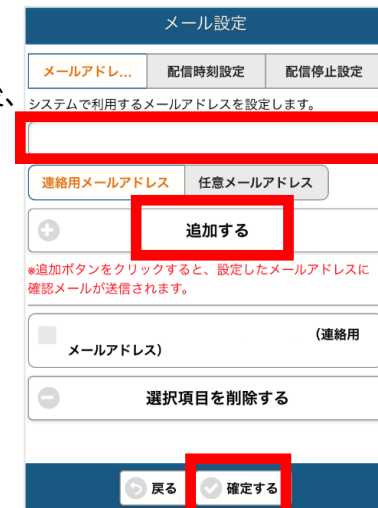 メール設定
メールアドレ...
配信時刻設定
配信停止設定
システムで利用するメールアドレスを設定します。
連絡用メールアドレス
任意メールアドレス
追加する
※追加ボタンをクリックすると、設定したメールアドレスに
確認メールが送信されます。
(連絡用
メールアドレス)
選択項目を削除する
戻る
確定する